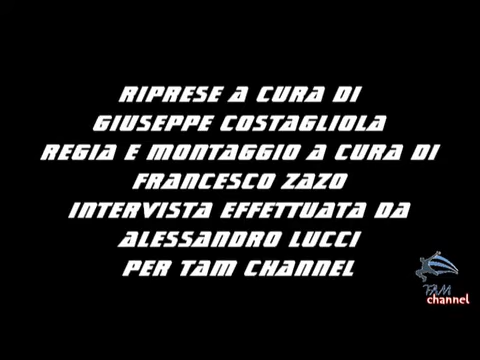 RIPRESE A CURA DI
GIUSEPPE COSTAGLIOLA
REGIA E MONTAGGIO A CURA DI
FRANCESCO ZAZO
INTERVISTA EFFETTUATA DA
ALESSANDRO LUCCI
PER TAM CHANNEL
TAM
channel